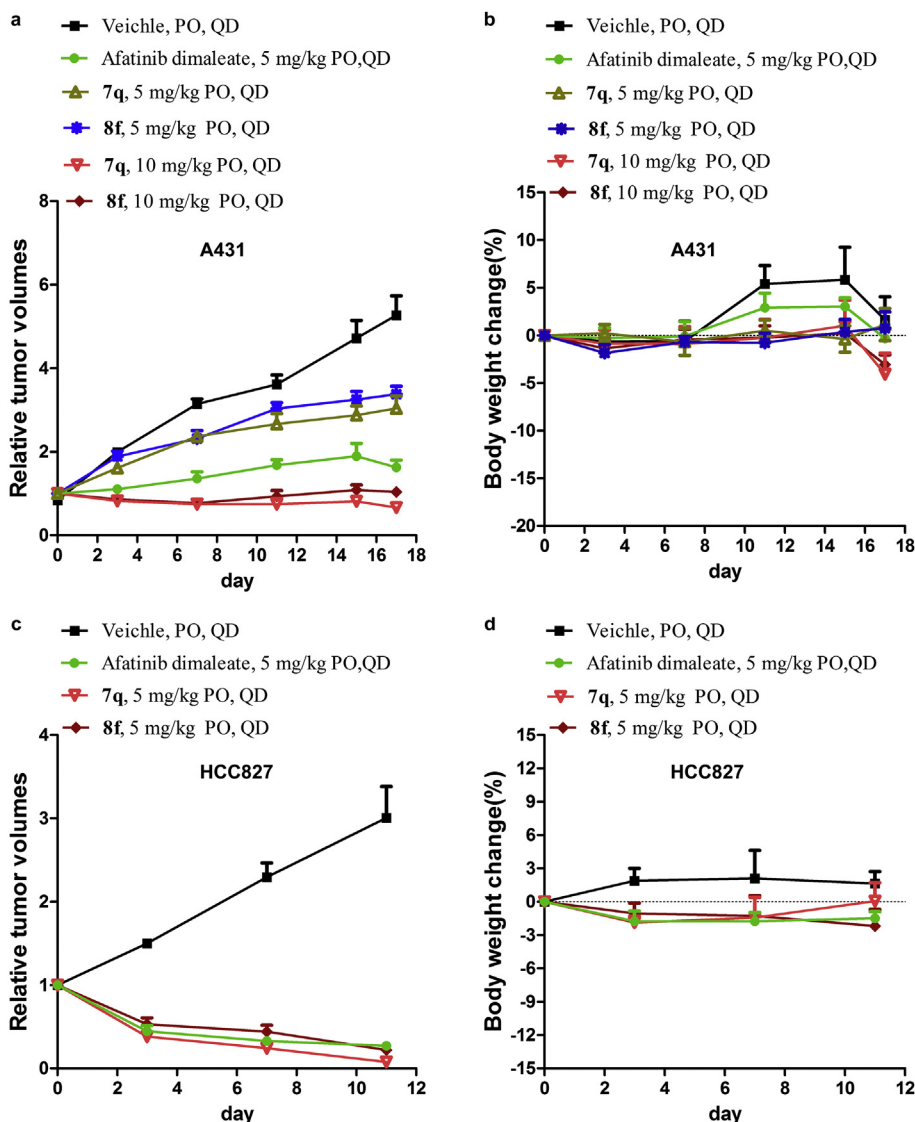 a
Veichle, PO, QD
Afatinib dimaleate, 5 mg/kg PO,QD
7q, 5 mg/kg PO, QD
8f, 5 mg/kg PO, QD
7q, 10 mg/kg PO, QD
8f, 10 mg/kg PO, QD
A431
Relative tumor volumes
8
6
4
2
0
0 2 4 6 8 10 12 14 16 18
day
b
Veichle, PO, QD
Afatinib dimaleate, 5 mg/kg PO,QD
7q, 5 mg/kg PO, QD
8f, 5 mg/kg PO, QD
7q, 10 mg/kg PO, QD
8f, 10 mg/kg PO, QD
A431
Body weight change(%)
15
10
5
0
-5
-10
-15
-20
0 2 4 6 8 10 12 14 16 18
day
c
Veichle, PO, QD
Afatinib dimaleate, 5 mg/kg PO,QD
7q, 5 mg/kg PO, QD
8f, 5 mg/kg PO, QD
HCC827
Relative tumor volumes
4
3
2
1
0
0 2 4 6 8 10 12
day
d
Veichle, PO, QD
Afatinib dimaleate, 5 mg/kg PO,QD
7q, 5 mg/kg PO, QD
8f, 5 mg/kg PO, QD
HCC827
Body weight change(%)
15
12
9
6
3
0
-3
-6
-9
-12
-15
0 2 4 6 8 10 12
day